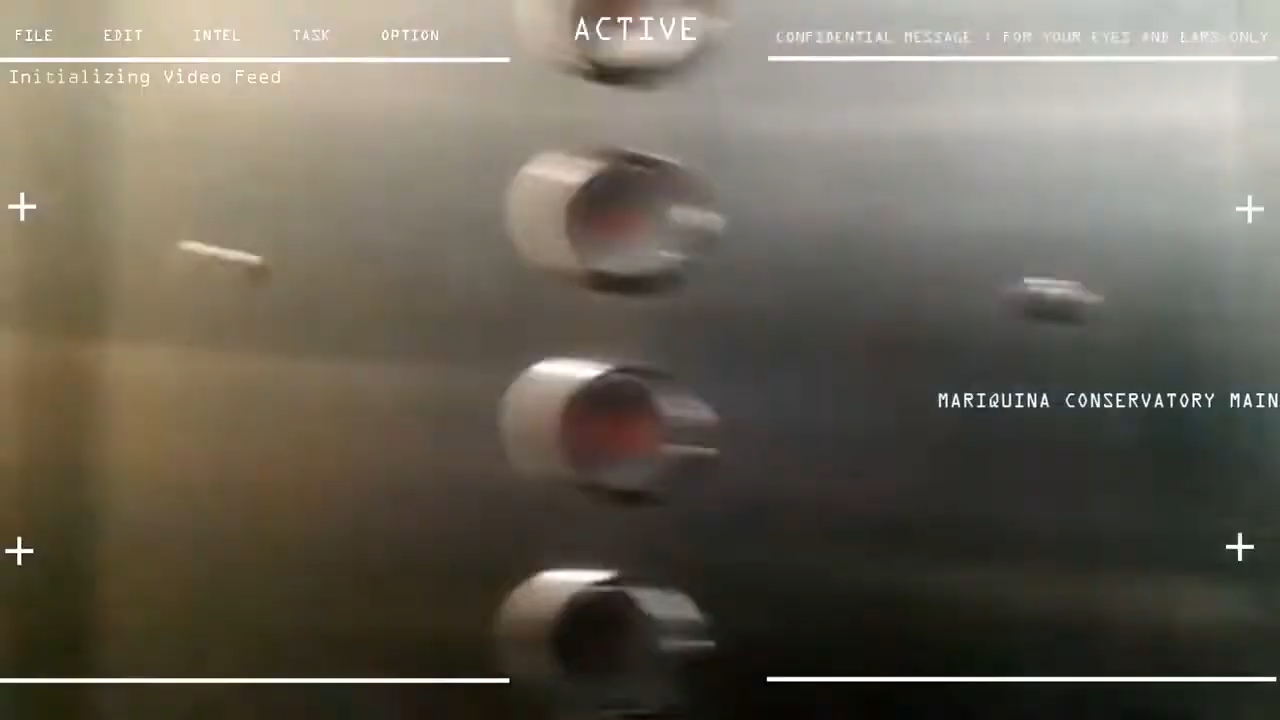 FILE EDIT INTEL TASK OPTION
ACTIVE
CONFIDENTIAL MESSAGE : FOR YOUR EYES AND EARS ONLY
Initializing Video Feed
MARIQUINA CONSERVATORY MAIN